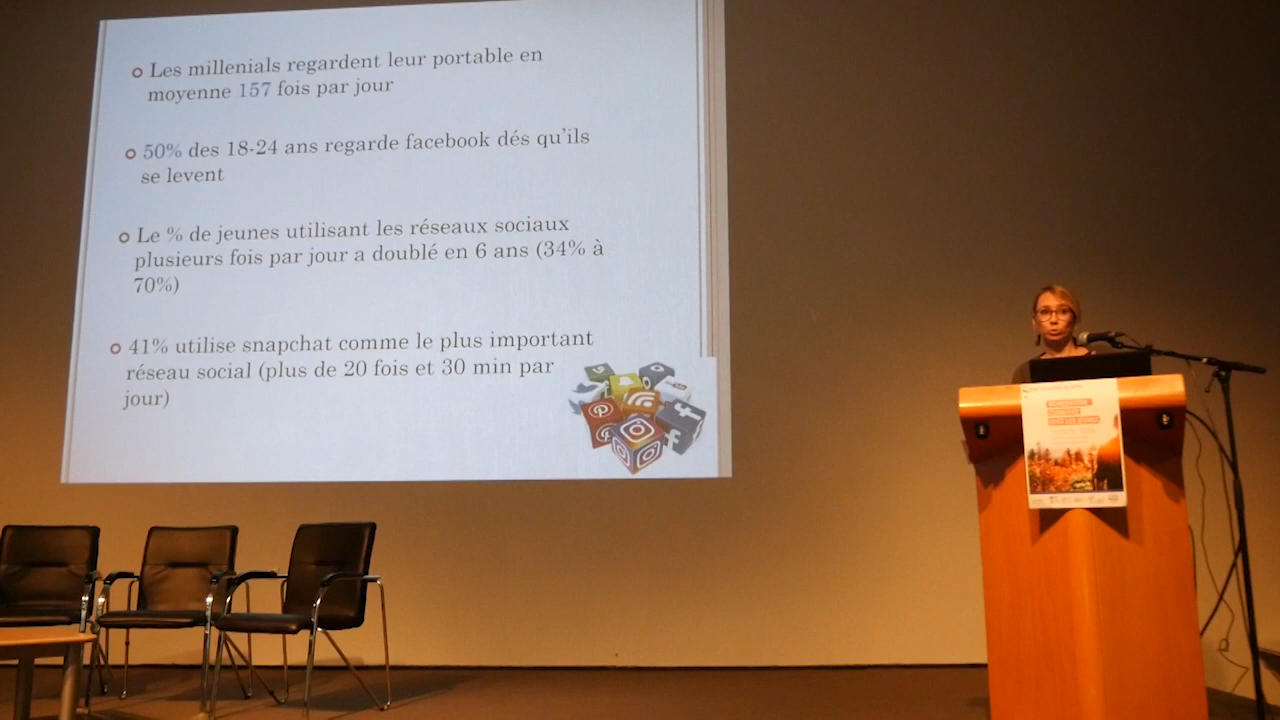 Les millenials regardent leur portable en
moyenne 157 fois par jour
50% des 18-24 ans regarde facebook dés qu'ils
se levent
Le % de jeunes utilisant les réseaux sociaux
plusieurs fois par jour a doublé en 6 ans (34% à
70%)
41% utilise snapchat comme le plus important
réseau social (plus de 20 fois et 30 min par
jour)